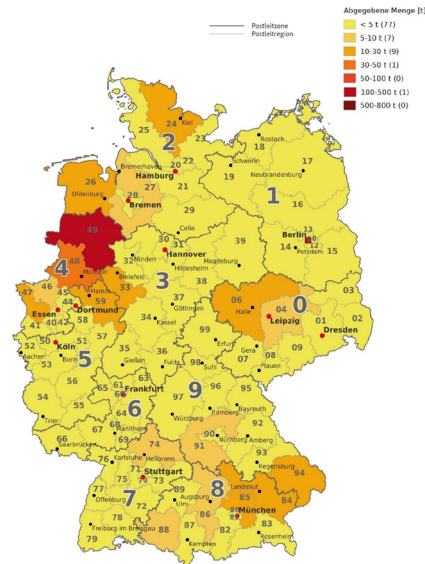 Abgegebene Menge [t]
< 5 t (77)
5-10 t (7)
10-30 t (9)
30-50 t (1)
50-100 t (0)
100-500 t (1)
500-800 t (0)
Postleitzone
Postleitregion
24
Kiel
25
23
2
Rostock
18
Bremerhaven
20 22
Hamburg
Schwerin
19
17
Neubrandenburg
26
27
21
Oldenburg
28
Bremen
1
16
29
49
Celle
13
10
Berlin
12
14
Potsdam
15
30
31
Hannover
39
32
Minden
Hildesheim
Magdeburg
4
48
Münster
Bielefeld
3
38
33
47
46
45
Hamm
59
37
Göttingen
06
Halle
0
03
44
Essen
Dortmund
04
Leipzig
02
01
Dresden
41
40
42
58
34
Kassel
99
Erfurt
50
Köln
51
57
52
Aachen
Bonn
53
5
35
36
Gießen
Fulda
98
Suhl
Gera
07
08
09
Plauen
56
61
63
65
60
Frankfurt
97
9
96
95
54
55
6
64
Bamberg
Bayreuth
Trier
67
68
Mannheim
69
Würzburg
92
66
Saarbrücken
90
91
Nürnberg
Amberg
74
93
Regensburg
76
Karlsruhe
Heilbronn
71
75
Stuttgart
73
94
Landshut
77
Offenburg
7
72
89
Ulm
Augsburg
8
85
84
86
80
München
78
Freiburg im Breisgau
79
88
87
Kempten
82
83
Rosenheim